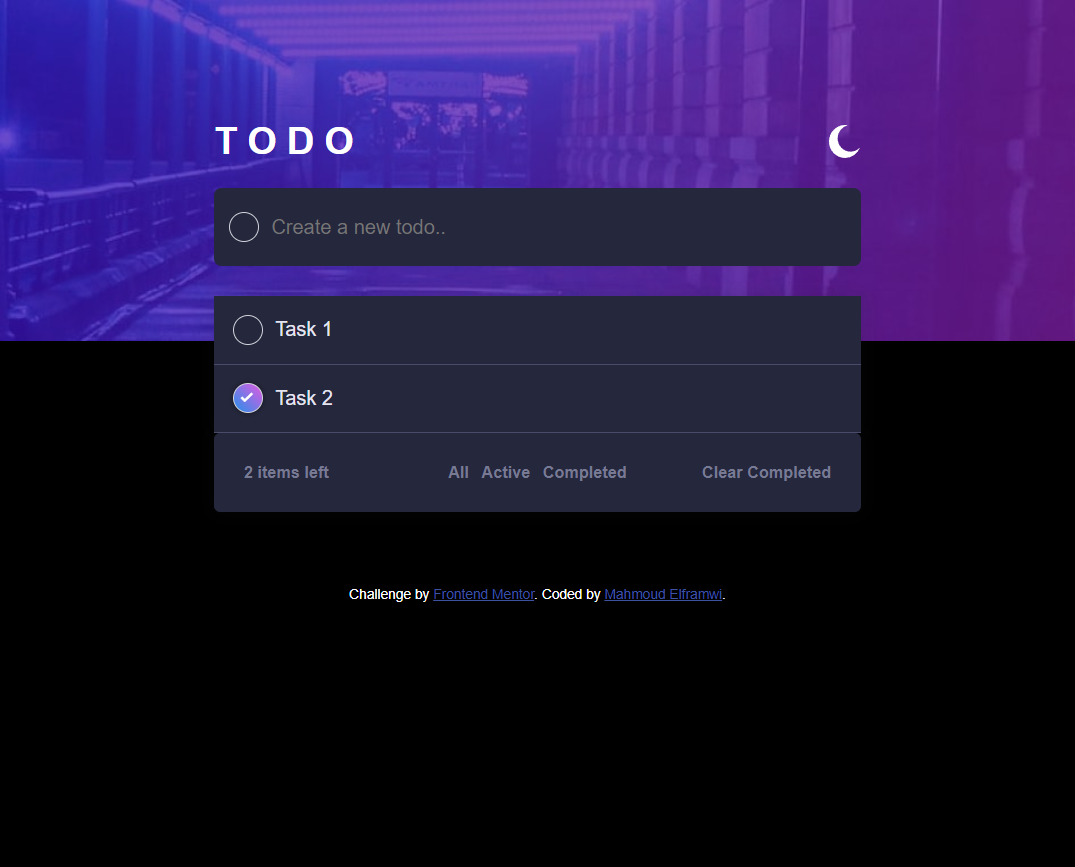 TODO
Create a new todo..
Task 1
Task 2
2 items left All Active Completed Clear Completed
Challenge by Frontend Mentor. Coded by Mahmoud Elframwi.